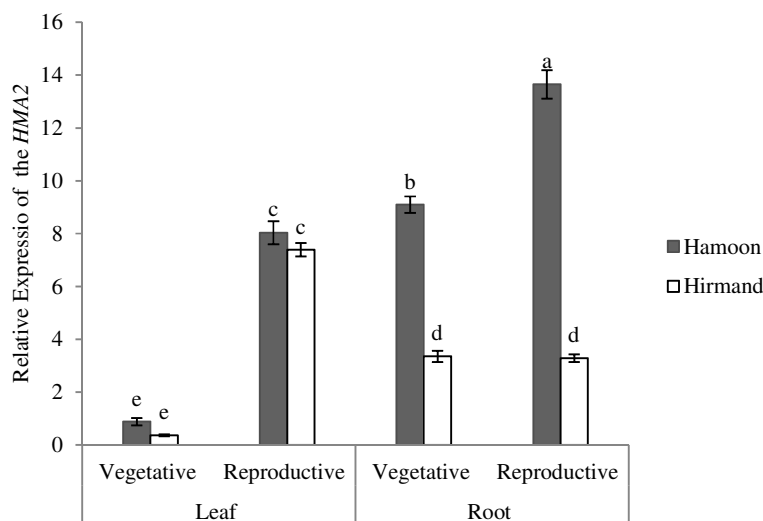 Relative Expressio of the HMA2
16
14
12
10
8
6
4
2
0
e
e
c
c
b
d
a
d
Vegetative
Reproductive
Vegetative
Reproductive
Leaf
Root
Hamoon
Hirmand